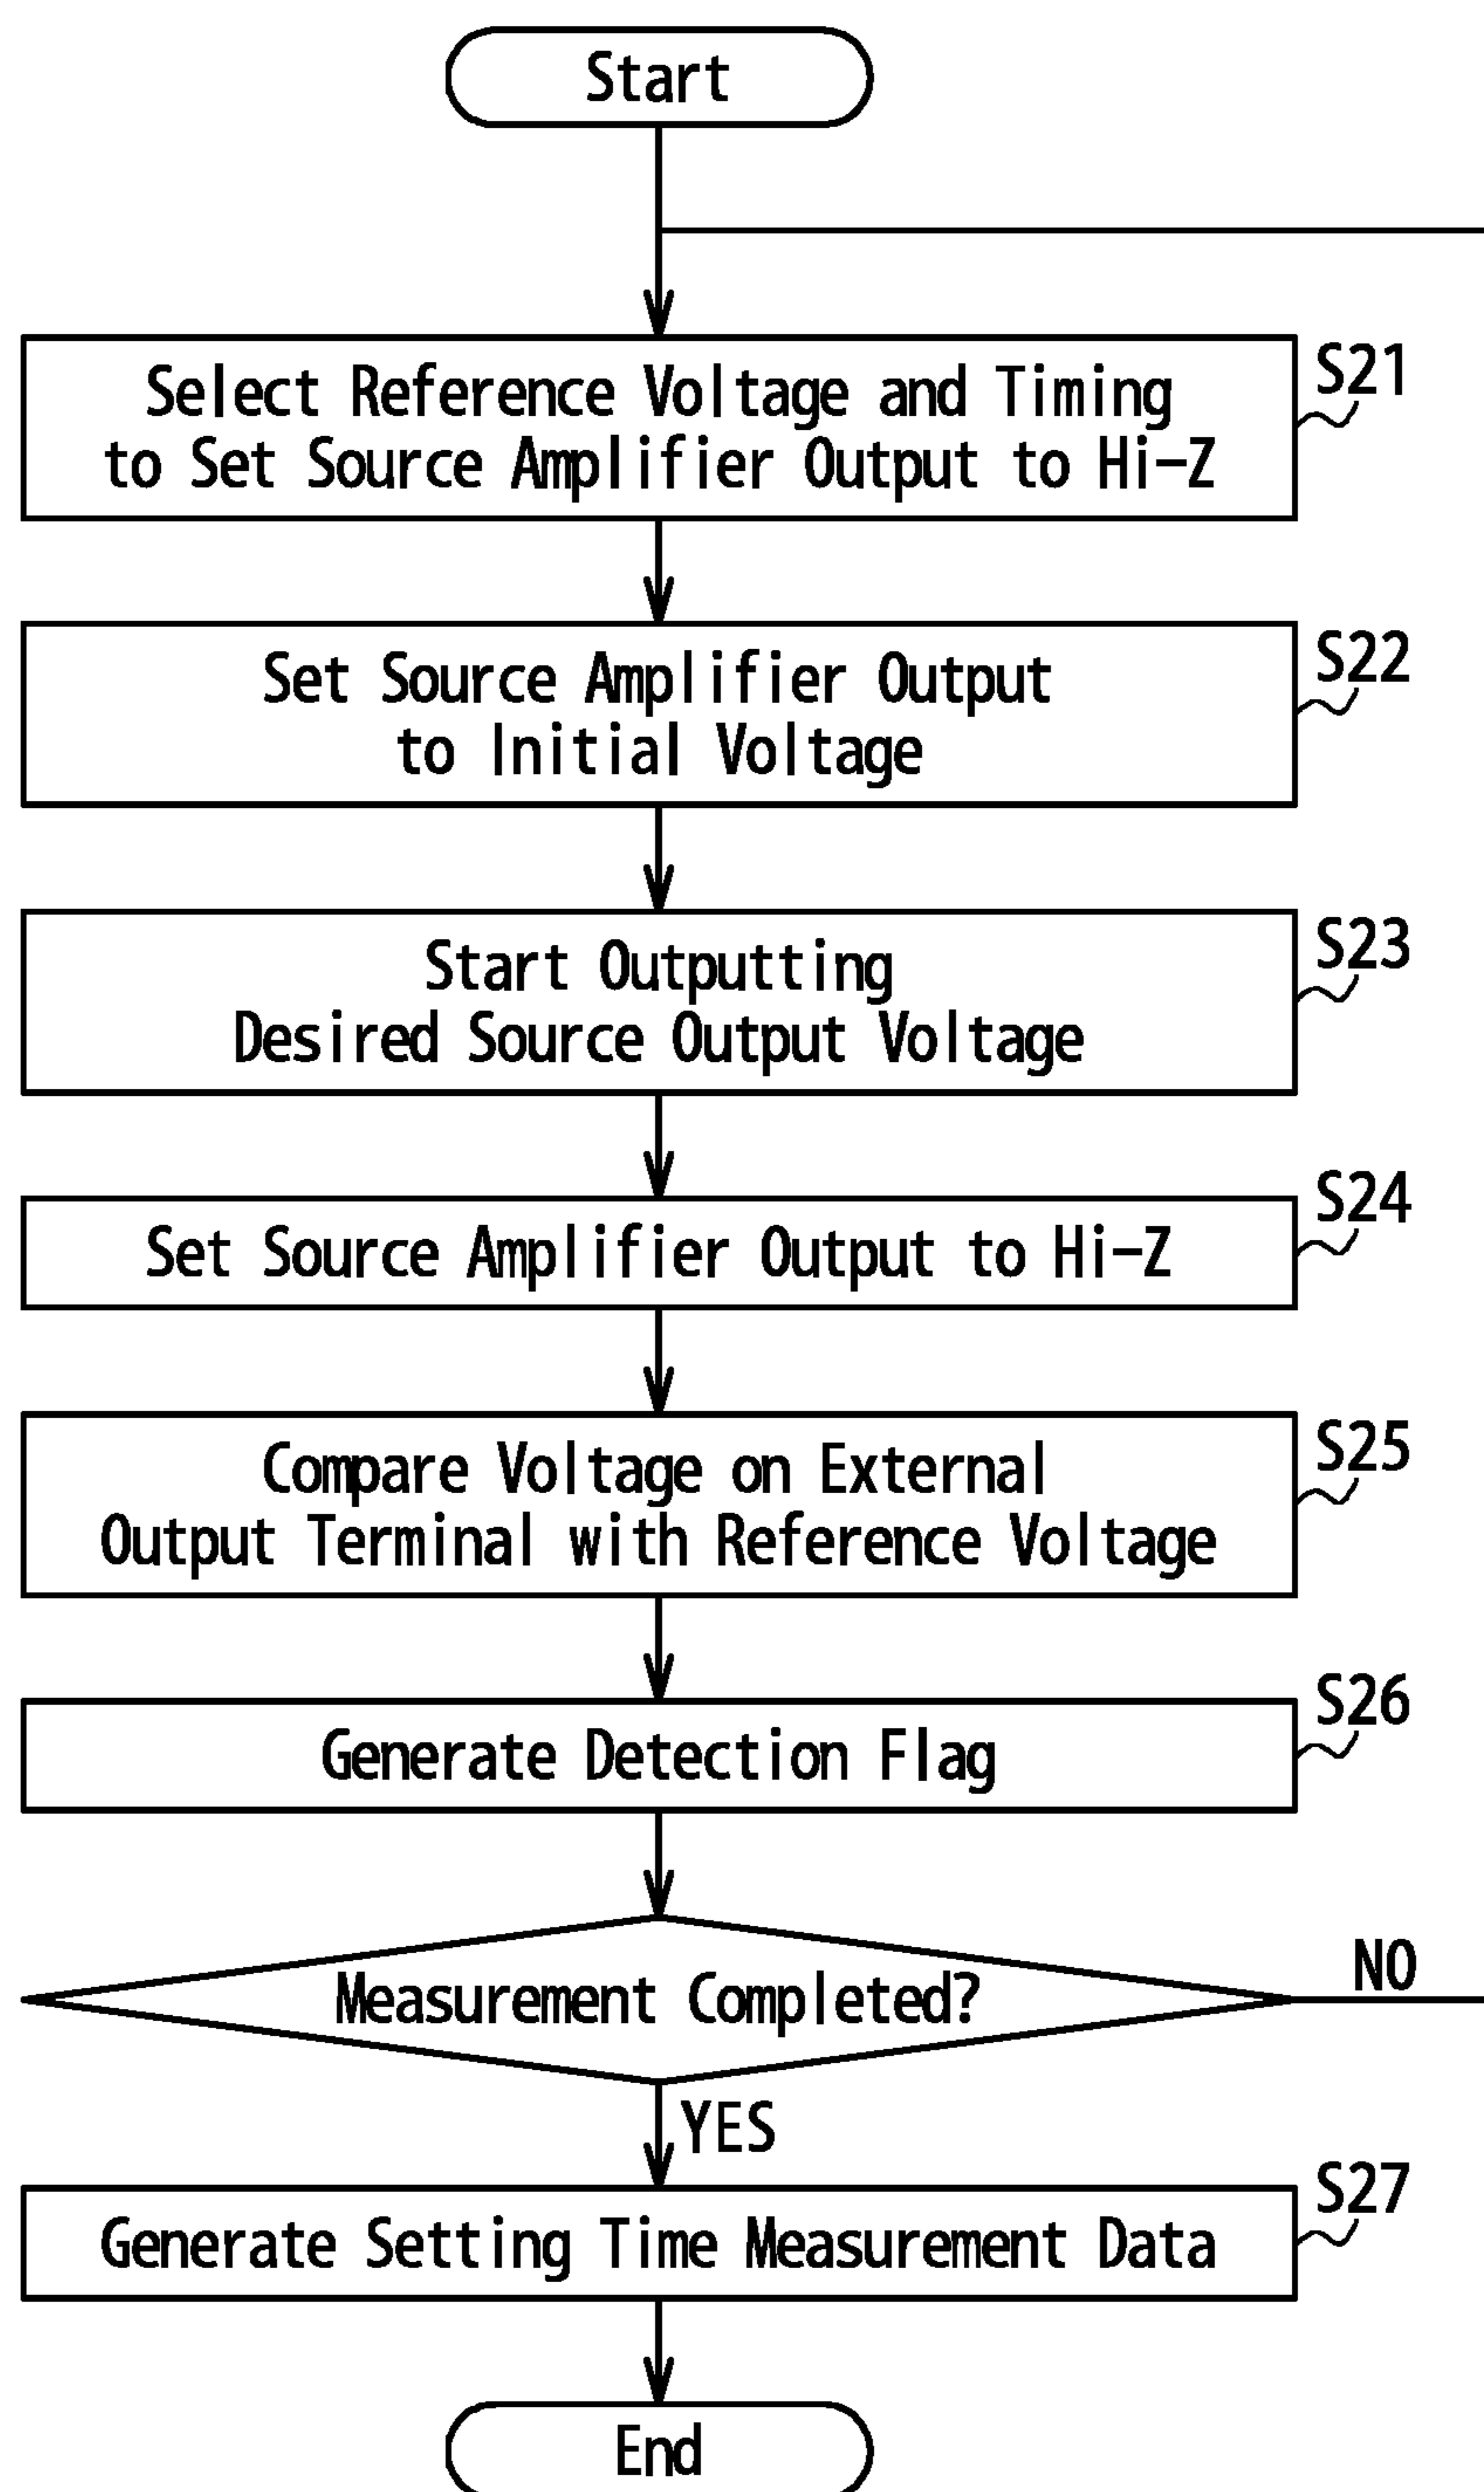 Start
Select Reference Voltage and Timing
to Set Source Amplifier Output to Hi-Z
S21
Set Source Amplifier Output
to Initial Voltage
S22
Start Outputting
Desired Source Output Voltage
S23
Set Source Amplifier Output to Hi-Z
S24
Compare Voltage on External
Output Terminal with Reference Voltage
S25
Generate Detection Flag
S26
Measurement Completed?
NO
YES
Generate Setting Time Measurement Data
S27
End